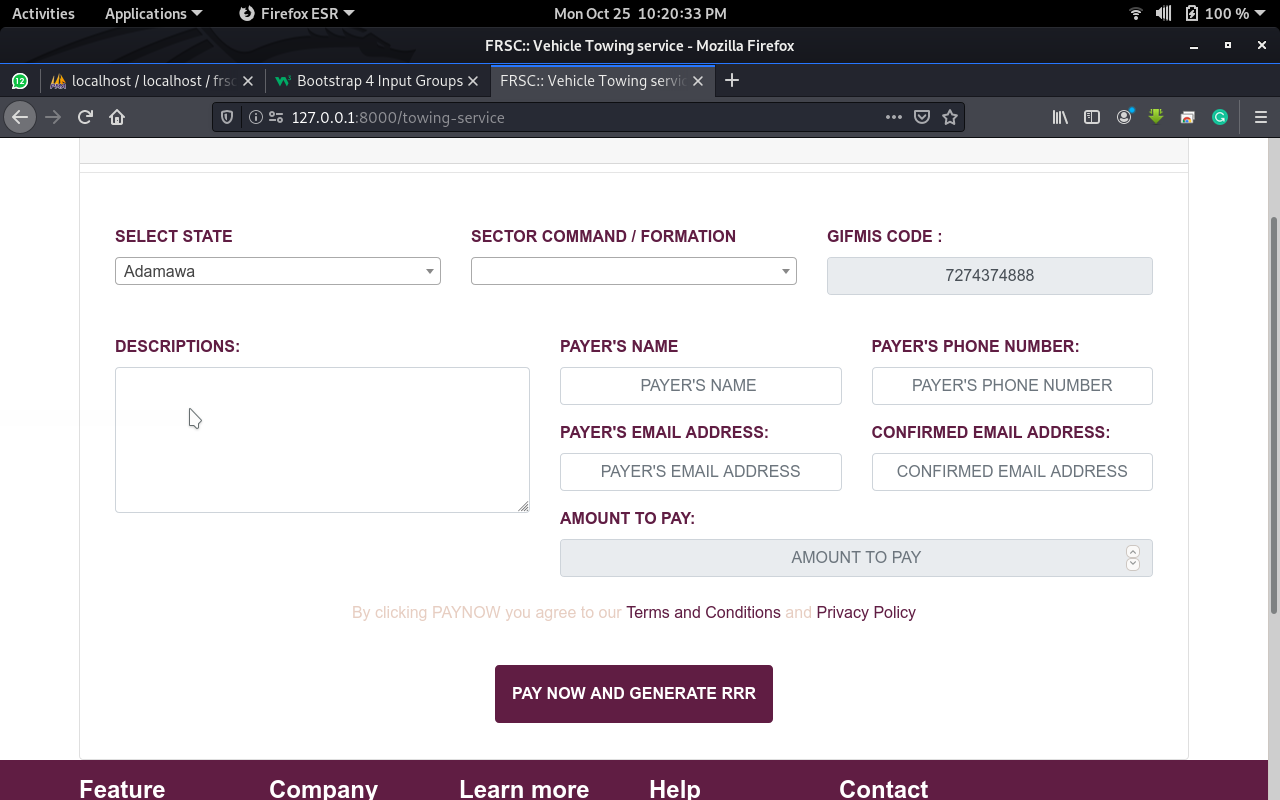 Activities Applications Firefox ESR Mon Oct 25 10:20:33 PM 100 %
FRSC:: Vehicle Towing service - Mozilla Firefox
12 localhost / localhost / frsc Bootstrap 4 Input Groups FRSC:: Vehicle Towing servic
127.0.0.1:8000/towing-service
SELECT STATE SECTOR COMMAND / FORMATION GIFMIS CODE :
Adamawa 7274374888
DESCRIPTIONS: PAYER'S NAME PAYER'S PHONE NUMBER:
PAYER'S NAME PAYER'S PHONE NUMBER
PAYER'S EMAIL ADDRESS: CONFIRMED EMAIL ADDRESS:
PAYER'S EMAIL ADDRESS CONFIRMED EMAIL ADDRESS
AMOUNT TO PAY:
AMOUNT TO PAY
By clicking PAYNOW you agree to our Terms and Conditions and Privacy Policy
PAY NOW AND GENERATE RRR
Feature Company Learn more Help Contact